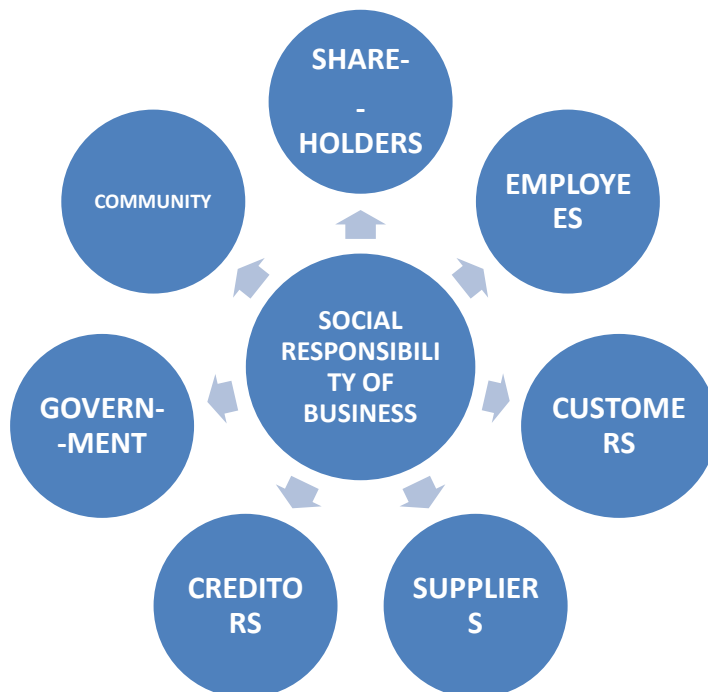 SHARE-
-
HOLDERS
EMPLOYE
ES
COMMUNITY
SOCIAL
RESPONSIBILI
TY OF
BUSINESS
GOVERN-
-MENT
CUSTOME
RS
CREDITO
RS
SUPPLIER
S